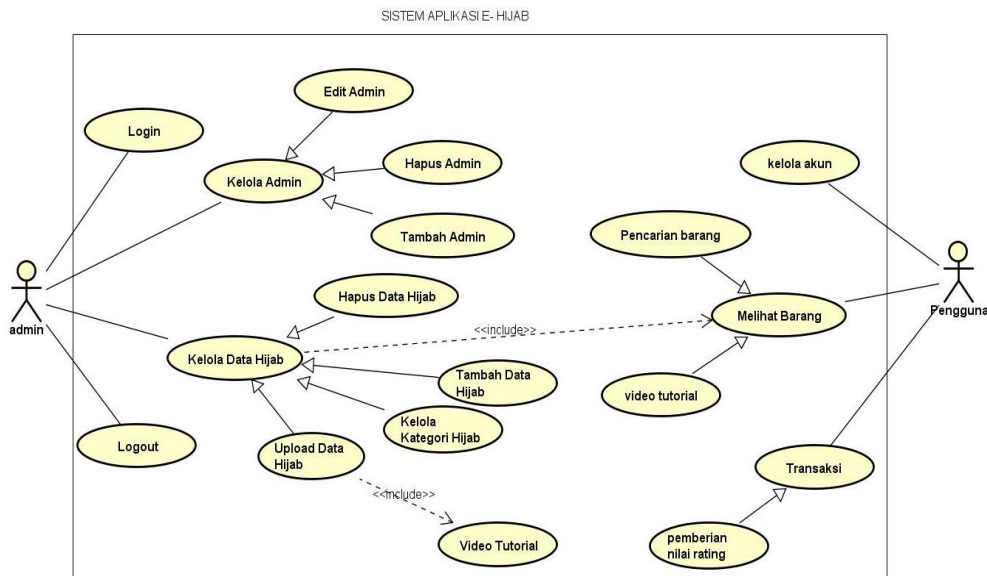 SISTEM APLIKASI E- HIJAB
Edit Admin
Login
Hapus Admin
kelola akun
Kelola Admin
Tambah Admin
Pencarian barang
Hapus Data Hijab
admin
Pengguna
Melihat Barang
<<include>>
Kelola Data Hijab
Tambah Data
Hijab
video tutorial
Kelola
Kategori Hijab
Logout
Upload Data
Hijab
Transaksi
<<include>>
Video Tutorial
pemberian
nilai rating